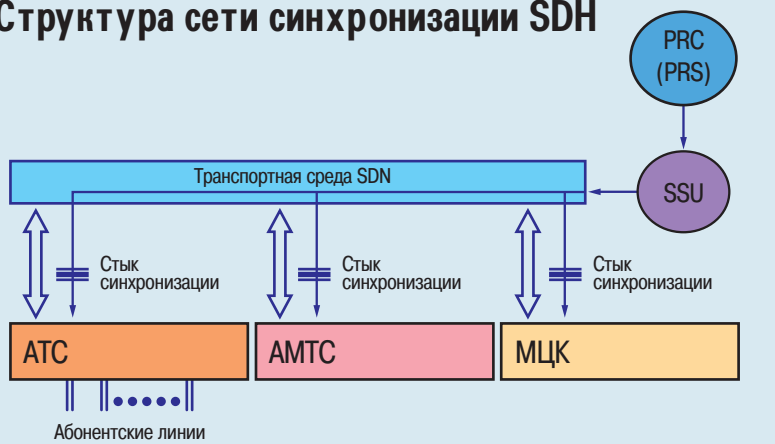 Структура сети синхронизации SDH
PRC
(PRS)
SSU
Транспортная среда SDN
Стык
синхронизации
Стык
синхронизации
Стык
синхронизации
АТС
АМТС
МЦК
Абонентские линии